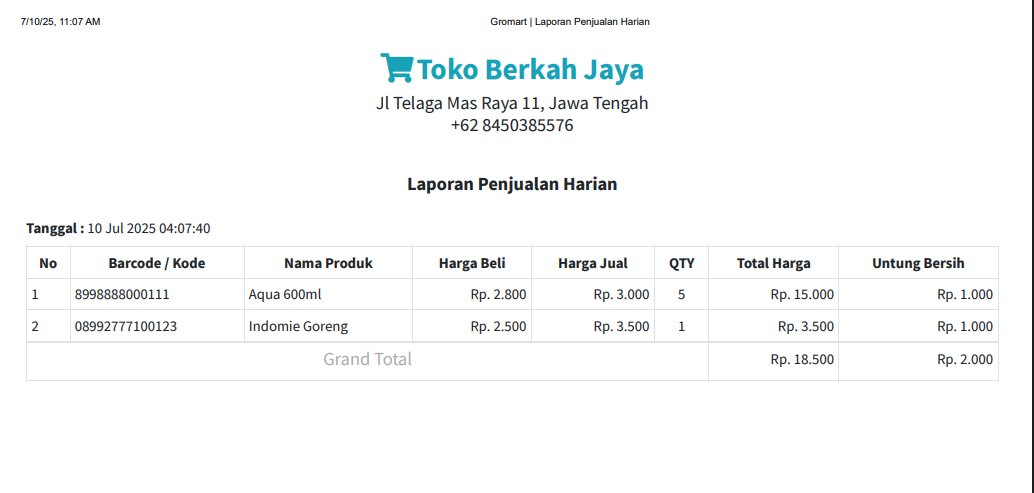 7/10/25, 11:07 AM Gromart | Laporan Penjualan Harian
Toko Berkah Jaya
Jl Telaga Mas Raya 11, Jawa Tengah
+62 8450385576
Laporan Penjualan Harian
Tanggal : 10 Jul 2025 04:07:40
No Barcode / Kode Nama Produk Harga Beli Harga Jual QTY Total Harga Untung Bersih
1 8998888000111 Aqua 600ml Rp. 2.800 Rp. 3.000 5 Rp. 15.000 Rp. 1.000
2 08992777100123 Indomie Goreng Rp. 2.500 Rp. 3.500 1 Rp. 3.500 Rp. 1.000
Grand Total Rp. 18.500 Rp. 2.000